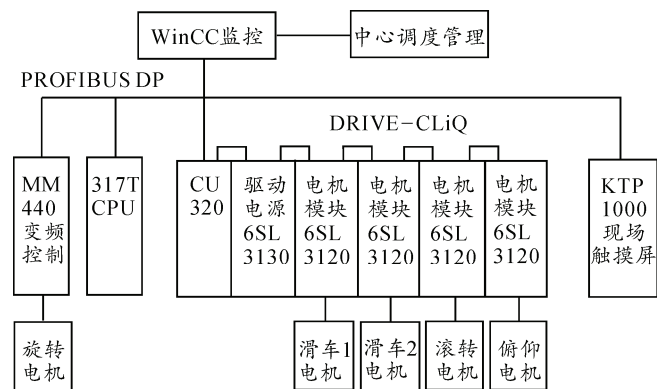 WinCC监控
中心调度管理
PROFIBUS DP
DRIVE-CLiQ
MM
440
变频
控制
317T
CPU
CU
320
驱动
电源
6SL
3130
电机
模块
6SL
3120
电机
模块
6SL
3120
电机
模块
6SL
3120
电机
模块
6SL
3120
KTP
1000
现场
触摸屏
旋转
电机
滑车1
电机
滑车2
电机
滚转
电机
俯仰
电机